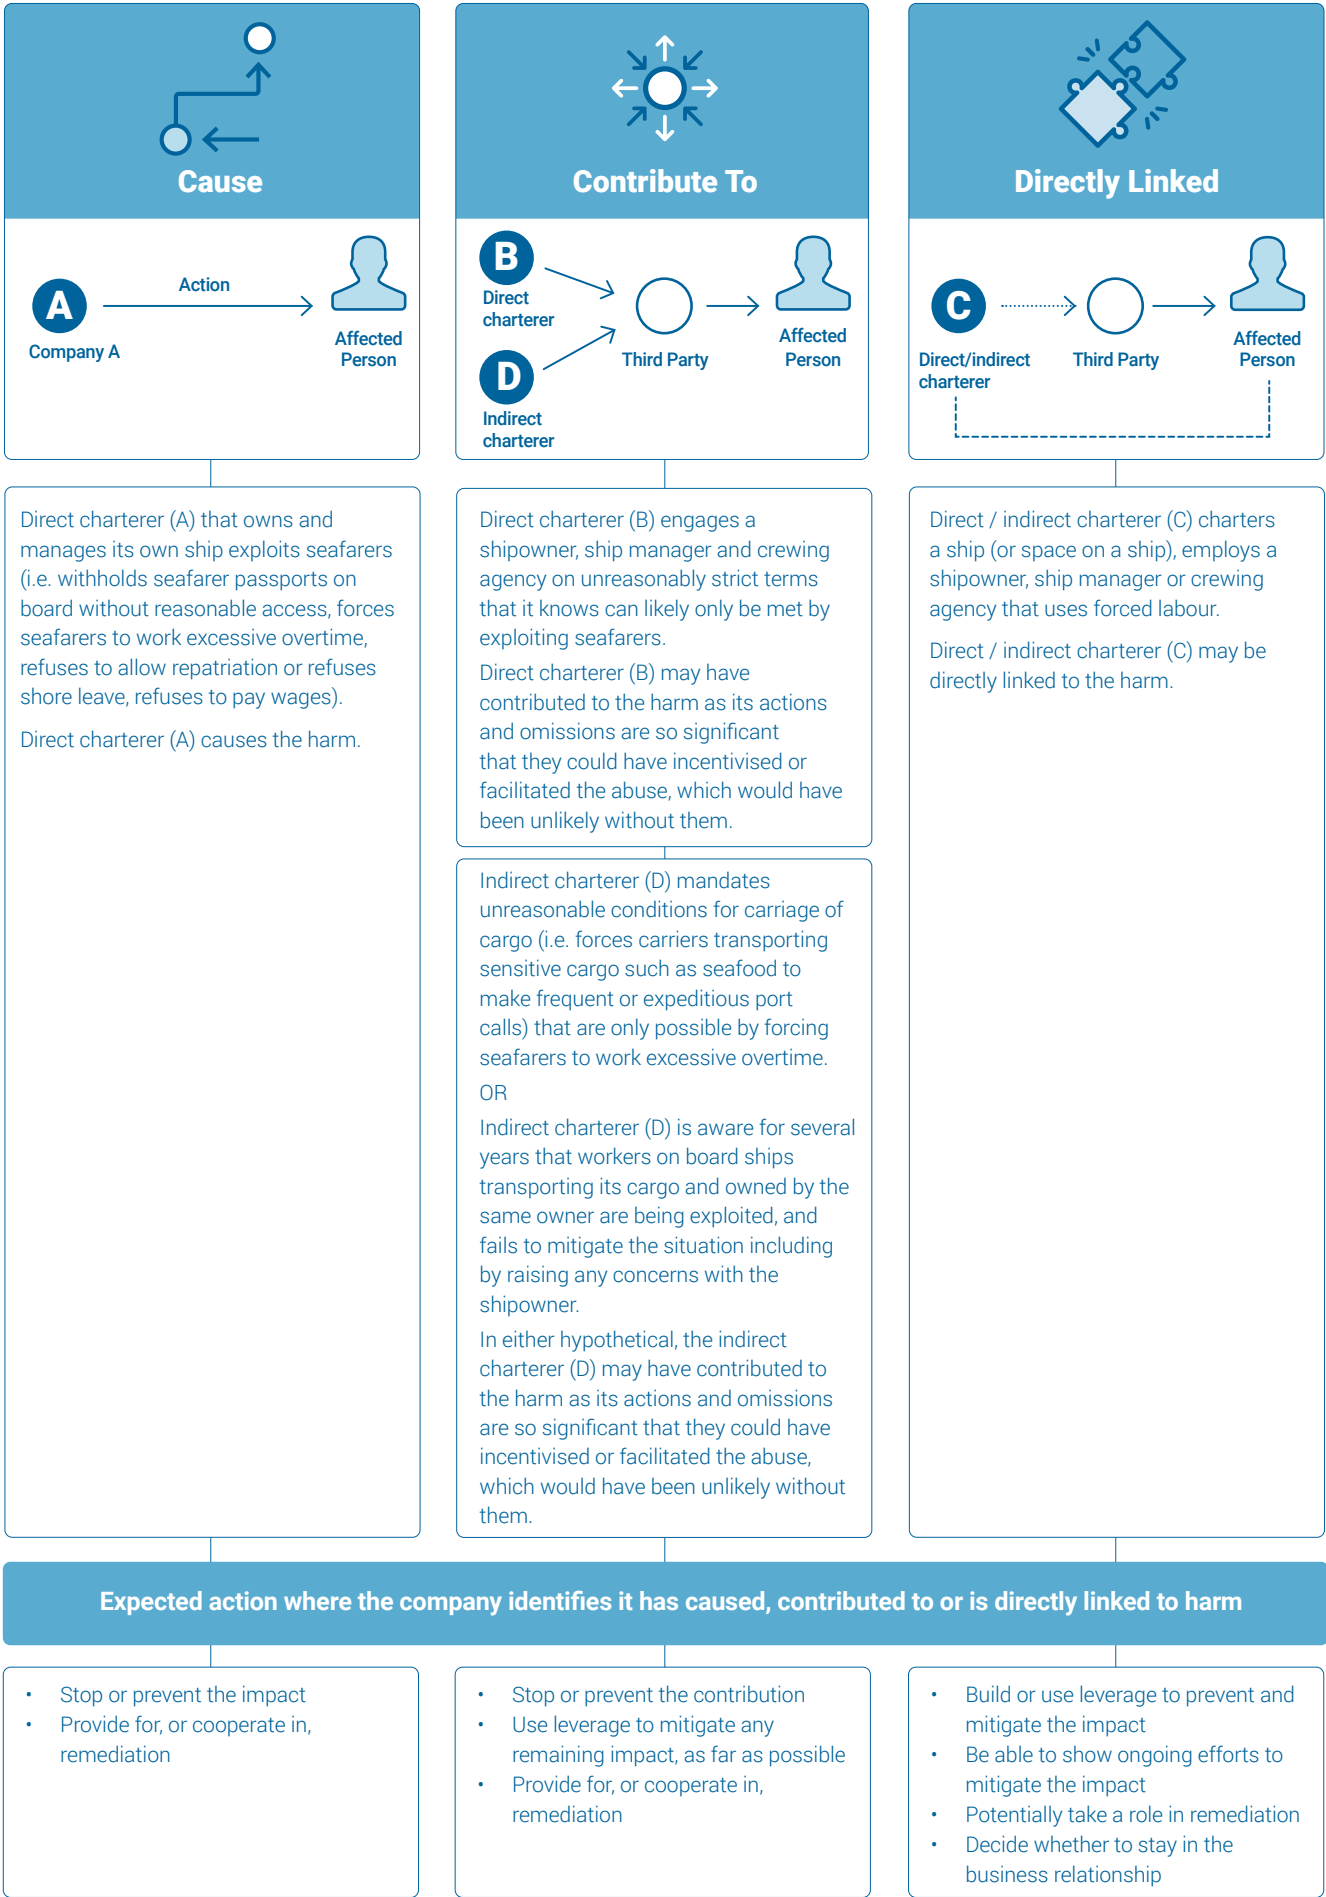 Cause
A
Company A
Action
Affected
Person
Direct charterer (A) that owns and
manages its own ship exploits seafarers
(i.e. withholds seafarer passports on
board without reasonable access, forces
seafarers to work excessive overtime,
refuses to allow repatriation or refuses
shore leave, refuses to pay wages).
Direct charterer (A) causes the harm.
Contribute To
B
Direct
charterer
D
Indirect
charterer
Third Party
Affected
Person
Direct charterer (B) engages a
shipowner, ship manager and crewing
agency on unreasonably strict terms
that it knows can likely only be met by
exploiting seafarers.
Direct charterer (B) may have
contributed to the harm as its actions
and omissions are so significant
that they could have incentivised or
facilitated the abuse, which would have
been unlikely without them.
Indirect charterer (D) mandates
unreasonable conditions for carriage of
cargo (i.e. forces carriers transporting
sensitive cargo such as seafood to
make frequent or expeditious port
calls) that are only possible by forcing
seafarers to work excessive overtime.
OR
Indirect charterer (D) is aware for several
years that workers on board ships
transporting its cargo and owned by the
same owner are being exploited, and
fails to mitigate the situation including
by raising any concerns with the
shipowner.
In either hypothetical, the indirect
charterer (D) may have contributed to
the harm as its actions and omissions
are so significant that they could have
incentivised or facilitated the abuse,
which would have been unlikely without
them.
Directly Linked
C
Direct/indirect
charterer
Third Party
Affected
Person
Direct / indirect charterer (C) charters
a ship (or space on a ship), employs a
shipowner, ship manager or crewing
agency that uses forced labour.
Direct / indirect charterer (C) may be
directly linked to the harm.
Expected action where the company identifies it has caused, contributed to or is directly linked to harm
• Stop or prevent the impact
• Provide for, or cooperate in,
remediation
• Stop or prevent the contribution
• Use leverage to mitigate any
remaining impact, as far as possible
• Provide for, or cooperate in,
remediation
• Build or use leverage to prevent and
mitigate the impact
• Be able to show ongoing efforts to
mitigate the impact
• Potentially take a role in remediation
• Decide whether to stay in the
business relationship